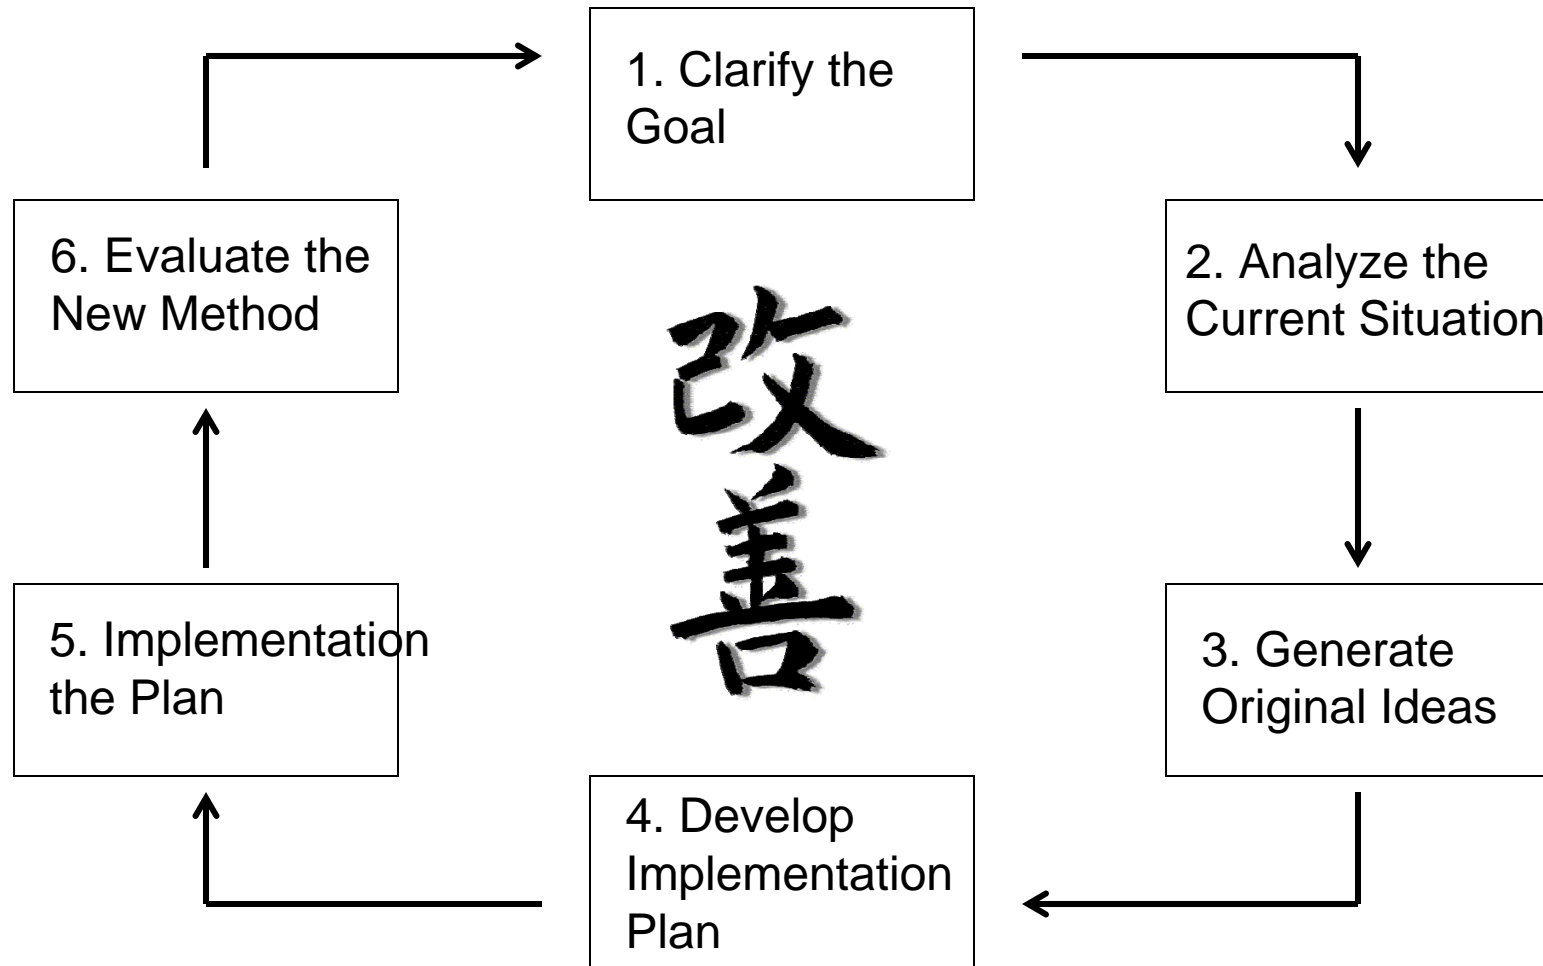 1. Clarify the
Goal
2. Analyze the
Current Situation
3. Generate
Original Ideas
4. Develop
Implementation
Plan
5. Implementation
the Plan
6. Evaluate the
New Method
改
善